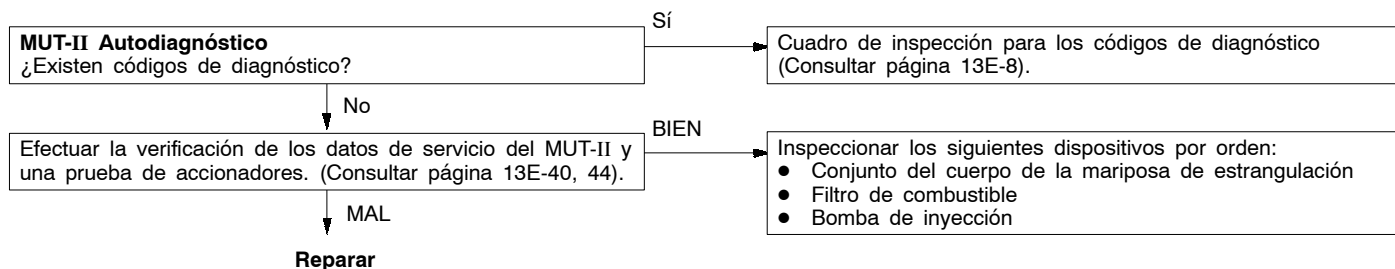 Sí
MUT-II Autodiagnóstico
¿Existen códigos de diagnóstico?
Cuadro de inspección para los códigos de diagnóstico
(Consultar página 13E-8).
No
BIEN
Efectuar la verificación de los datos de servicio del MUT-II y
una prueba de accionadores. (Consultar página 13E-40, 44).
Inspeccionar los siguientes dispositivos por orden:
● Conjunto del cuerpo de la mariposa de estrangulación
● Filtro de combustible
● Bomba de inyección
MAL
Reparar